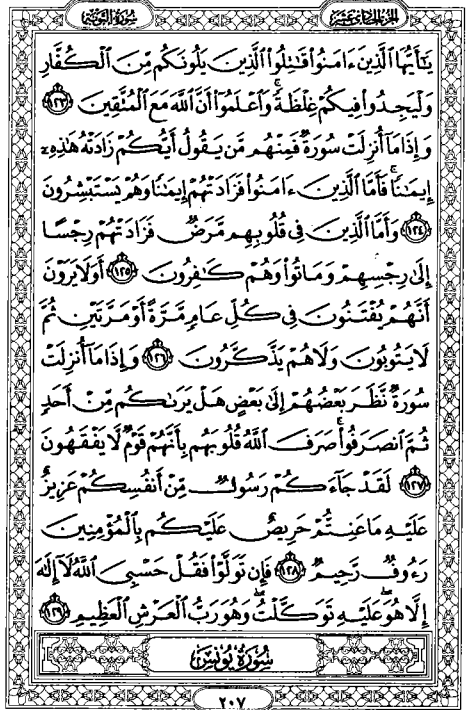 سورة التوبة الجزء الحادي عشر
يَـٰٓأَيُّهَا ٱلَّذِينَ ءَامَنُوا۟ قَـٰتِلُوا۟ ٱلَّذِينَ يَلُونَكُم مِّنَ ٱلْكُفَّارِ
وَلْيَجِدُوا۟ فِيكُمْ غِلْظَةً ۚ وَٱعْلَمُوٓا۟ أَنَّ ٱللَّهَ مَعَ ٱلْمُتَّقِينَ ١٢٣
وَإِذَا مَآ أُنزِلَتْ سُورَةٌ فَمِنْهُم مَّن يَقُولُ أَيُّكُمْ زَادَتْهُ هَـٰذِهِۦٓ
إِيمَـٰنًا ۚ فَأَمَّا ٱلَّذِينَ ءَامَنُوا۟ فَزَادَتْهُمْ إِيمَـٰنًا وَهُمْ يَسْتَبْشِرُونَ
١٢٤ وَأَمَّا ٱلَّذِينَ فِى قُلُوبِهِم مَّرَضٌ فَزَادَتْهُمْ رِجْسًا
إِلَىٰ رِجْسِهِمْ وَمَاتُوا۟ وَهُمْ كَـٰفِرُونَ ١٢٥ أَوَلَا يَرَوْنَ
أَنَّهُمْ يُفْتَنُونَ فِى كُلِّ عَامٍ مَّرَّةً أَوْ مَرَّتَيْنِ ثُمَّ
لَا يَتُوبُونَ وَلَا هُمْ يَذَّكَّرُونَ ١٢٦ وَإِذَا مَآ أُنزِلَتْ
سُورَةٌ نَّظَرَ بَعْضُهُمْ إِلَىٰ بَعْضٍ هَلْ يَرَىٰكُم مِّنْ أَحَدٍ
ثُمَّ ٱنصَرَفُوا۟ ۚ صَرَفَ ٱللَّهُ قُلُوبَهُم بِأَنَّهُمْ قَوْمٌ لَّا يَفْقَهُونَ
١٢٧ لَقَدْ جَآءَكُمْ رَسُولٌ مِّنْ أَنفُسِكُمْ عَزِيزٌ
عَلَيْهِ مَا عَنِتُّمْ حَرِيصٌ عَلَيْكُم بِٱلْمُؤْمِنِينَ
رَءُوفٌ رَّحِيمٌ ١٢٨ فَإِن تَوَلَّوْا۟ فَقُلْ حَسْبِىَ ٱللَّهُ لَآ إِلَـٰهَ
إِلَّا هُوَ ۖ عَلَيْهِ تَوَكَّلْتُ ۖ وَهُوَ رَبُّ ٱلْعَرْشِ ٱلْعَظِيمِ ١٢٩
سُورَةُ يُونُسَ
٢٠٧